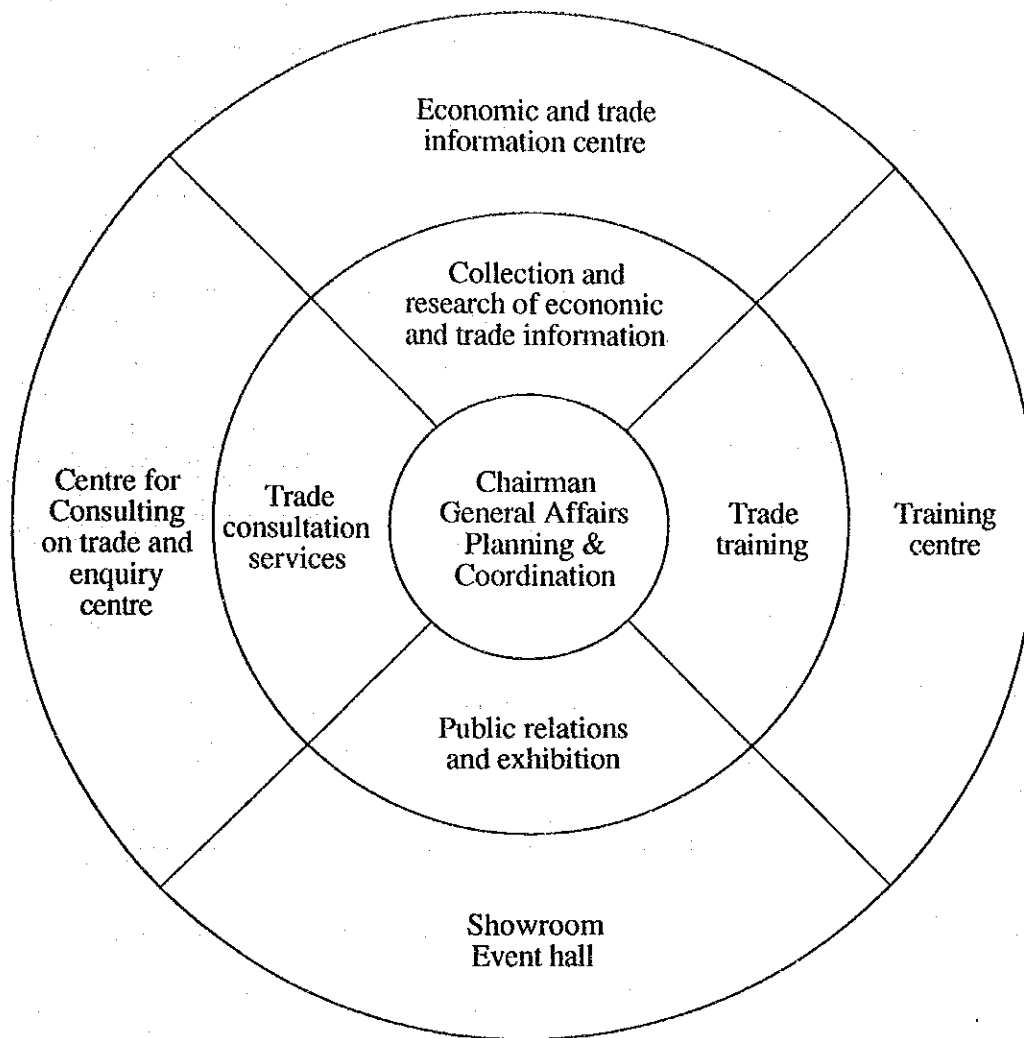 Economic and trade
information centre
Collection and
research of economic
and trade information
Centre for
Consulting
on trade and
enquiry
centre
Trade
consultation
services
Chairman
General Affairs
Planning &
Coordination
Trade
training
Training
centre
Public relations
and exhibition
Showroom
Event hall